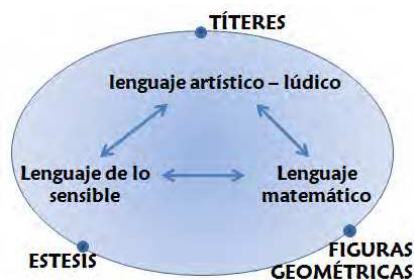 TÍTERES
lenguaje artístico – lúdico
Lenguaje de lo
sensible
Lenguaje
matemático
ESTESIS
FIGURAS
GEOMÉTRICAS